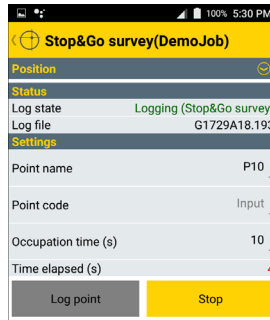 100% 5:30 PM
Stop&Go survey(DemoJob)
Position
Status
Log state Logging (Stop&Go survey
Log file G1729A18.193
Settings
Point name P10
Point code Input
Occupation time (s) 10
Time elapsed (s)
Log point Stop